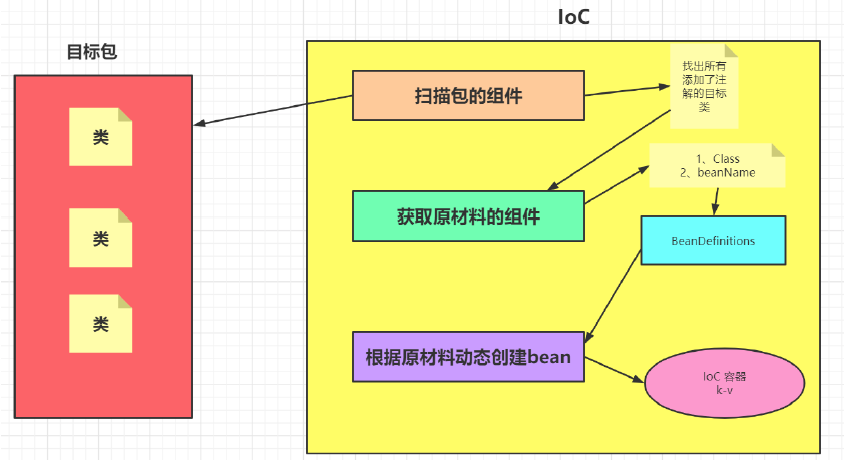 IoC
目标包
扫描包的组件
找出所有
添加了注
解的目标
类
类
1、Class
2、beanName
获取原材料的组件
类
BeanDefinitions
类
根据原材料动态创建bean
IoC 容器
k-v